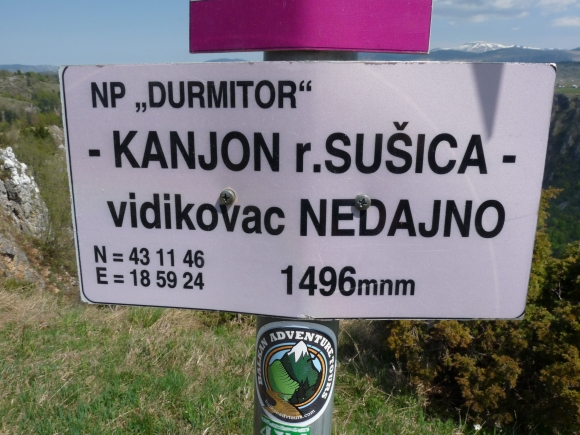 NP „DURMITOR“
- KANJON r.SUŠICA -
vidikovac NEDAJNO
N = 43 11 46
E = 18 59 24
1496mnm
BALKAN ADVENTURE-TOURS